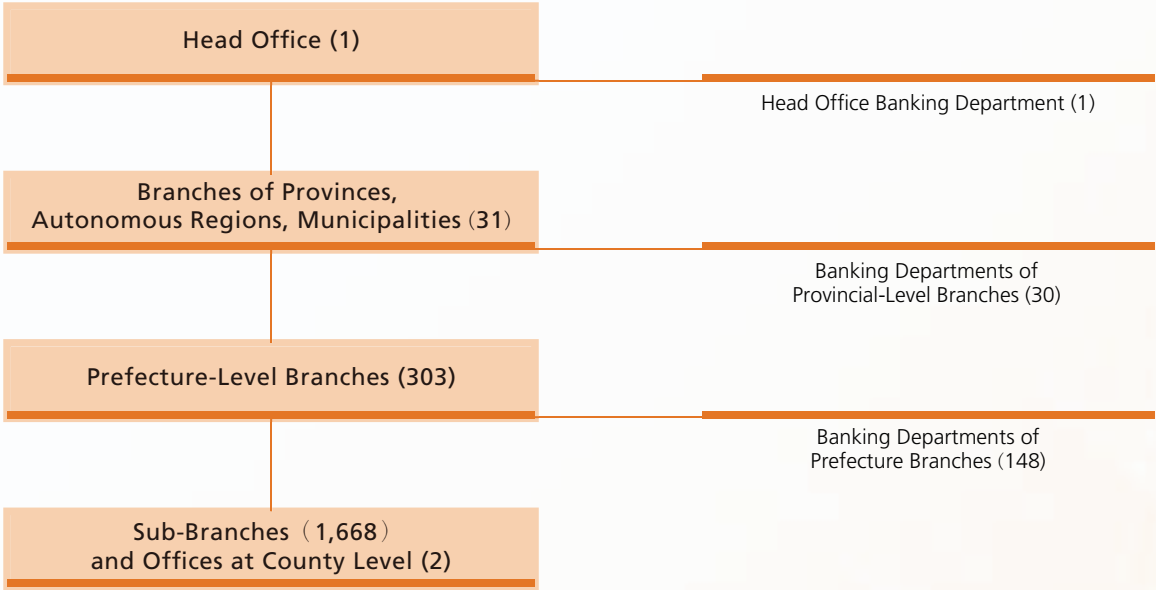 Head Office (1)
Head Office Banking Department (1)
Branches of Provinces,
Autonomous Regions, Municipalities (31)
Banking Departments of
Provincial-Level Branches (30)
Prefecture-Level Branches (303)
Banking Departments of
Prefecture Branches (148)
Sub-Branches（1,668）
and Offices at County Level (2)